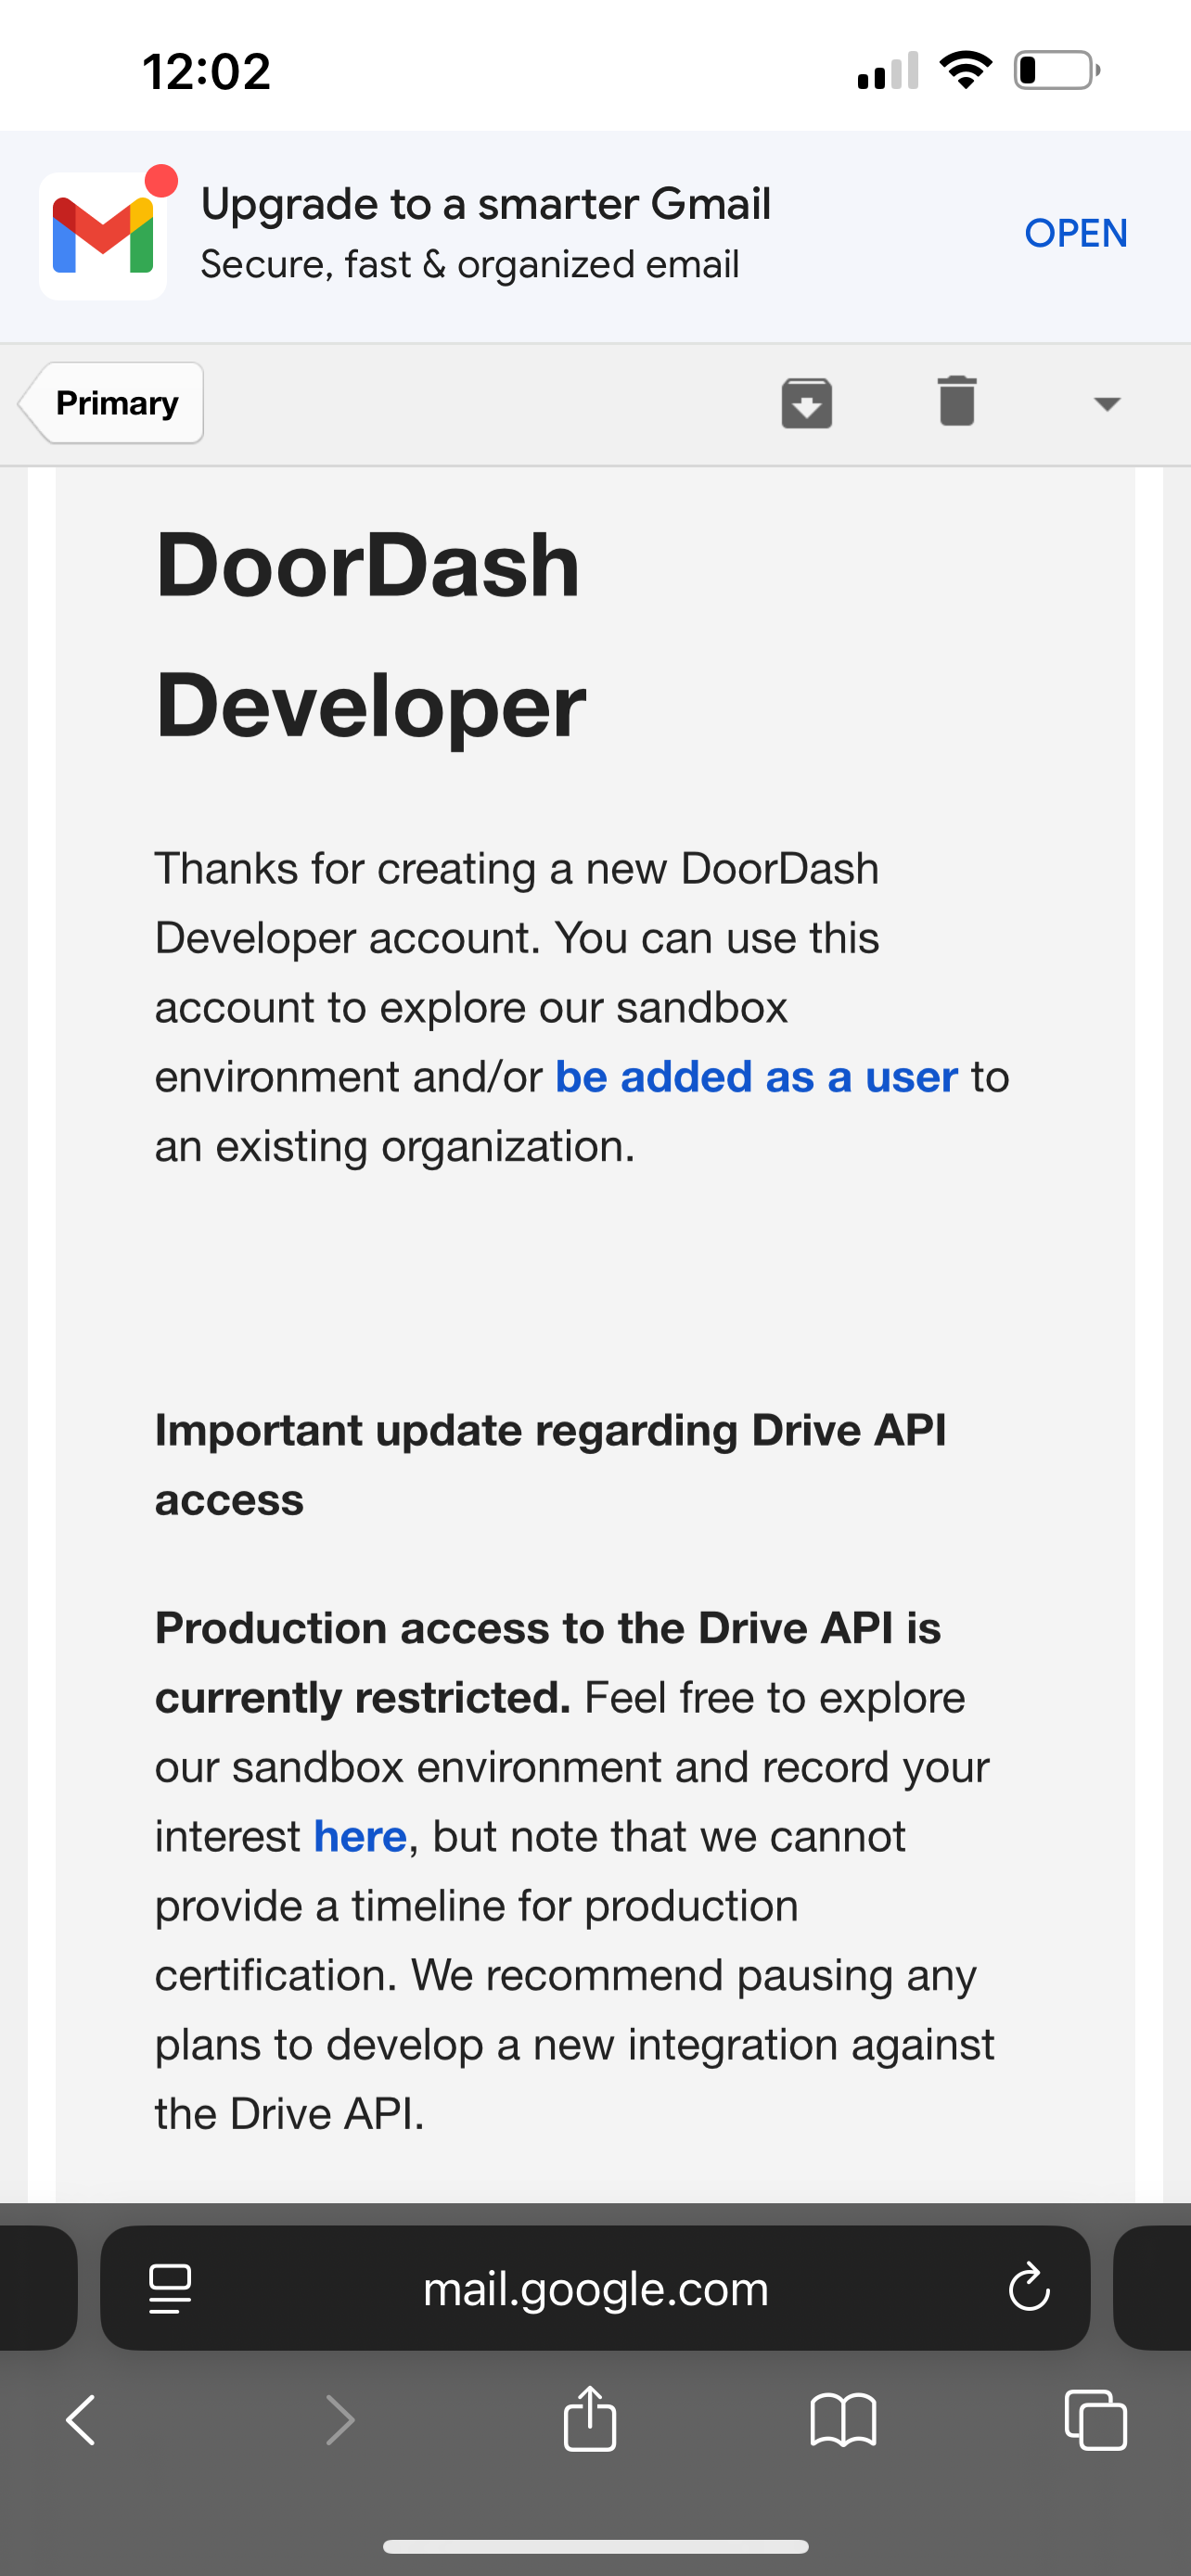 12:02
Upgrade to a smarter Gmail
Secure, fast & organized email
OPEN
Primary
DoorDash
Developer
Thanks for creating a new DoorDash
Developer account. You can use this
account to explore our sandbox
environment and/or be added as a user to
an existing organization.
Important update regarding Drive API
access
Production access to the Drive API is
currently restricted. Feel free to explore
our sandbox environment and record your
interest here, but note that we cannot
provide a timeline for production
certification. We recommend pausing any
plans to develop a new integration against
the Drive API.
mail.google.com